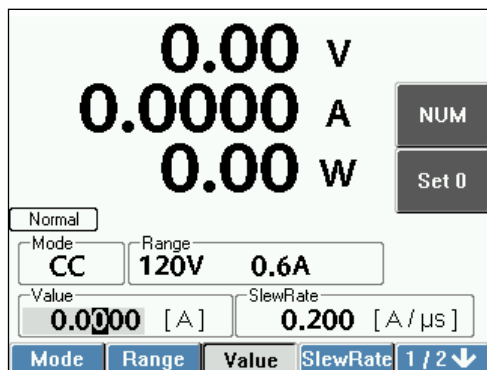 0.00 V
0.0000 A
0.00 W
NUM
Set 0
Normal
Mode
CC
Range
120V 0.6A
Value
0.0000 [A]
SlewRate
0.200 [A/µs]
Mode Range Value SlewRate 1/2